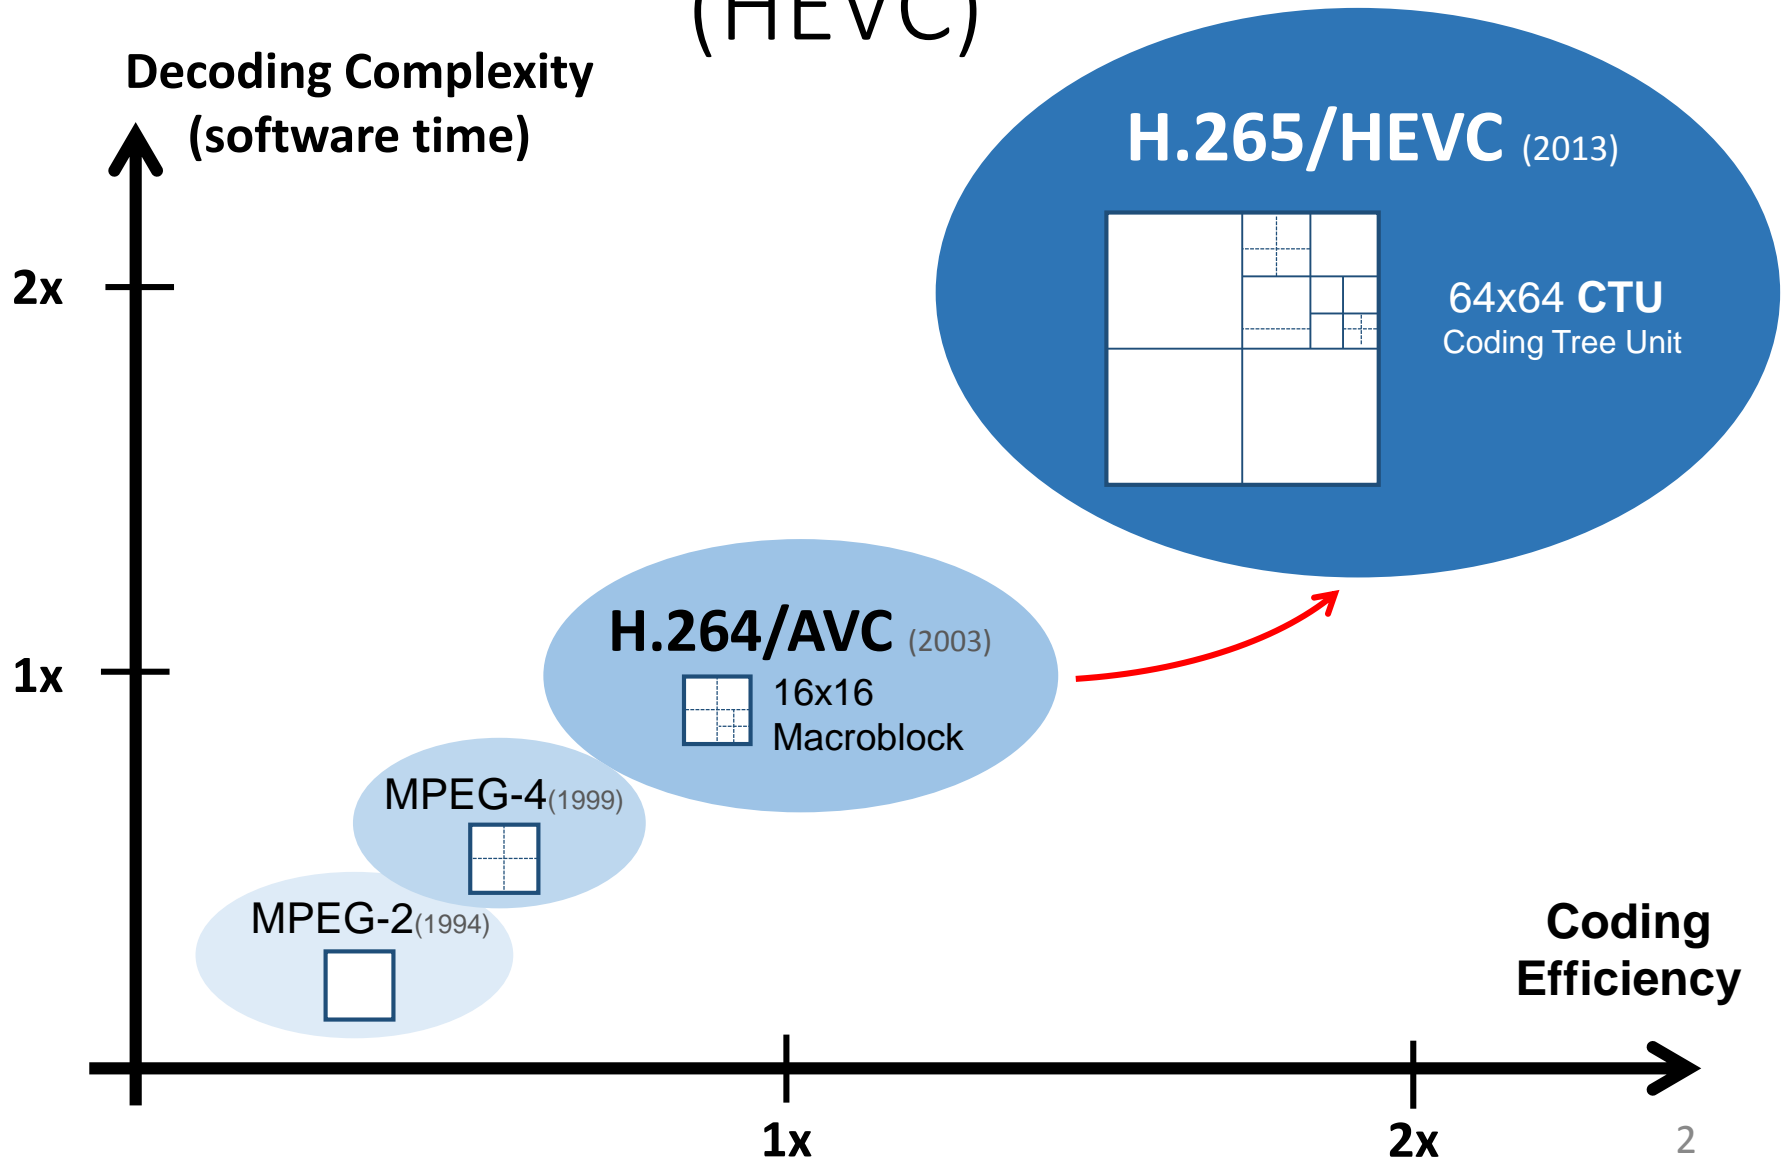 (HEVC)
Decoding Complexity
(software time)
H.265/HEVC (2013)
64x64 CTU
Coding Tree Unit
2x
H.264/AVC (2003)
16x16
Macroblock
1x
MPEG-4(1999)
MPEG-2(1994)
Coding
Efficiency
1x
2x
2